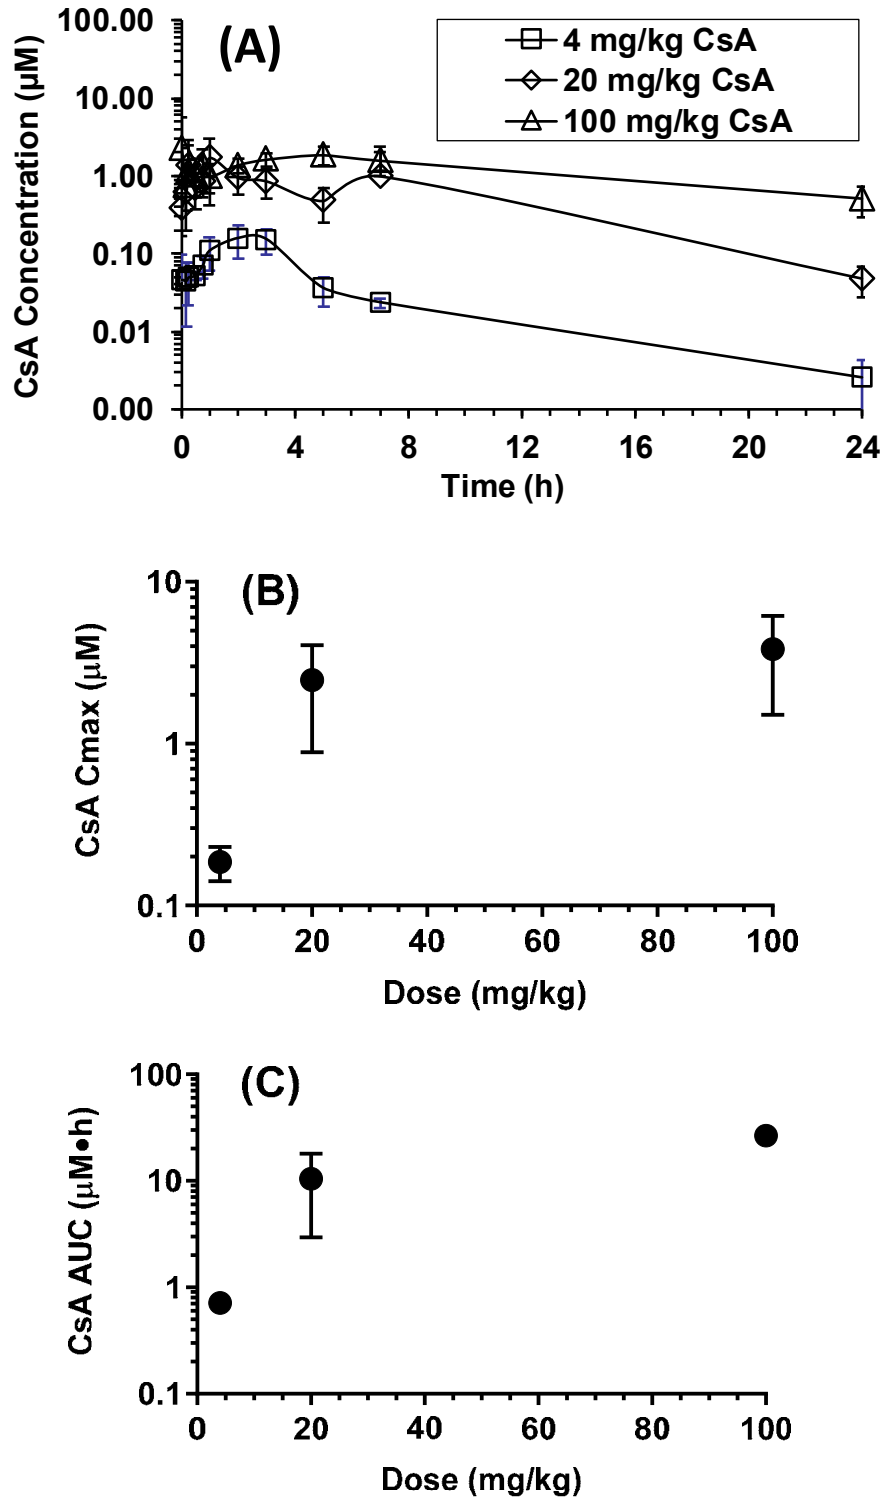 (A)
4 mg/kg CsA
20 mg/kg CsA
100 mg/kg CsA
CsA Concentration (µM)
100.00
10.00
1.00
0.10
0.01
0.00
0 4 8 12 16 20 24
Time (h)
(B)
CsA Cmax (µM)
10
1
0.1
0 20 40 60 80 100
Dose (mg/kg)
(C)
CsA AUC (µM•h)
100
10
1
0.1
0 20 40 60 80 100
Dose (mg/kg)